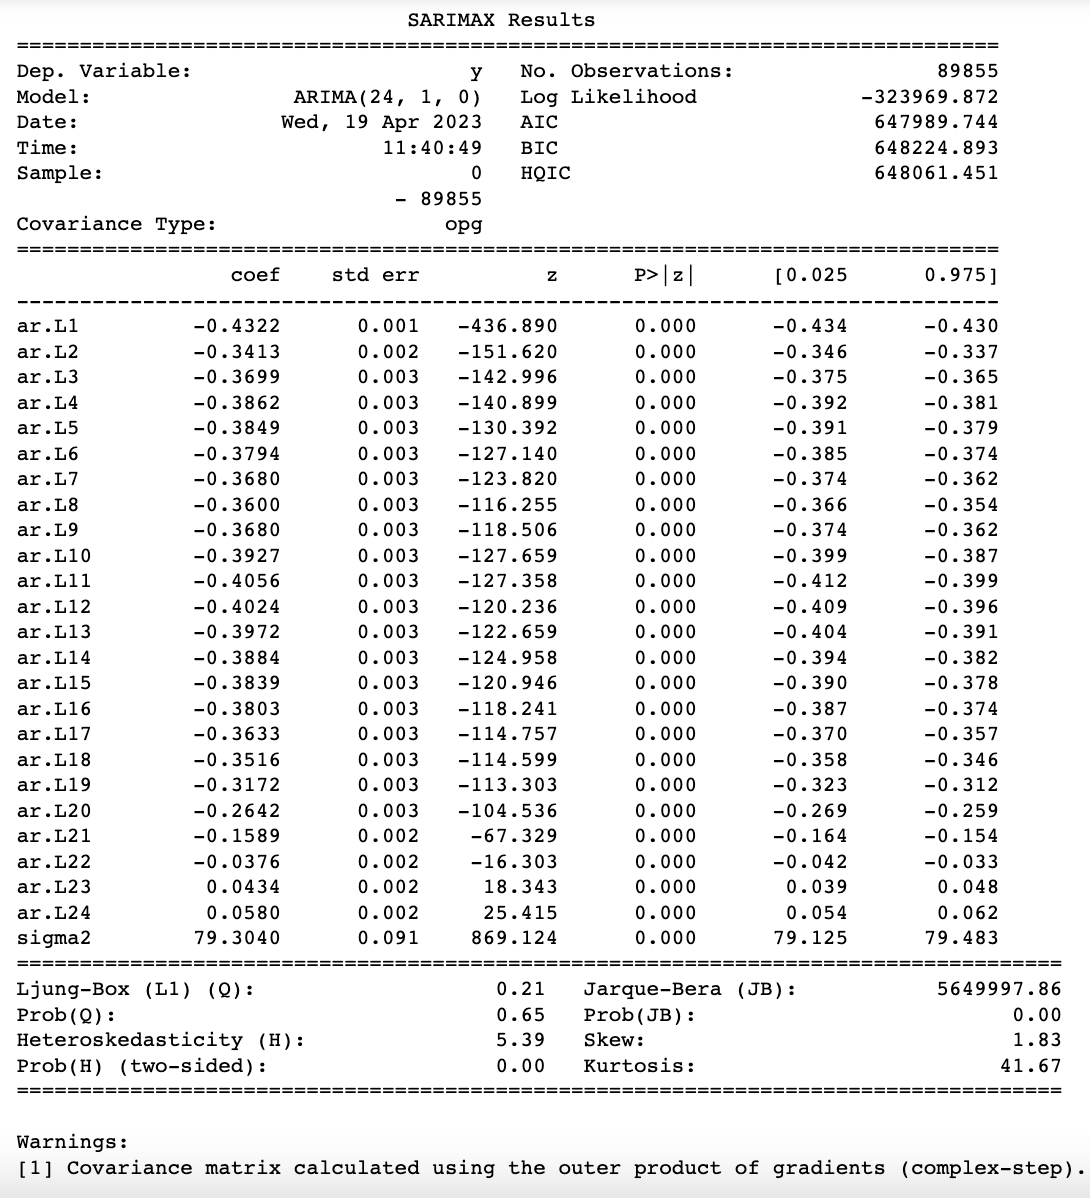 SARIMAX Results
==============================================================================
Dep. Variable:                      y   No. Observations:                89855
Model:                ARIMA(24, 1, 0)   Log Likelihood             -323969.872
Date:                Wed, 19 Apr 2023   AIC                         647989.744
Time:                        11:40:49   BIC                         648224.893
Sample:                             0   HQIC                        648061.451
                              - 89855
Covariance Type:                  opg
==============================================================================
                 coef    std err          z      P>|z|      [0.025      0.975]
------------------------------------------------------------------------------
ar.L1         -0.4322      0.001   -436.890      0.000      -0.434      -0.430
ar.L2         -0.3413      0.002   -151.620      0.000      -0.346      -0.337
ar.L3         -0.3699      0.003   -142.996      0.000      -0.375      -0.365
ar.L4         -0.3862      0.003   -140.899      0.000      -0.392      -0.381
ar.L5         -0.3849      0.003   -130.392      0.000      -0.391      -0.379
ar.L6         -0.3794      0.003   -127.140      0.000      -0.385      -0.374
ar.L7         -0.3680      0.003   -123.820      0.000      -0.374      -0.362
ar.L8         -0.3600      0.003   -116.255      0.000      -0.366      -0.354
ar.L9         -0.3680      0.003   -118.506      0.000      -0.374      -0.362
ar.L10        -0.3927      0.003   -127.659      0.000      -0.399      -0.387
ar.L11        -0.4056      0.003   -127.358      0.000      -0.412      -0.399
ar.L12        -0.4024      0.003   -120.236      0.000      -0.409      -0.396
ar.L13        -0.3972      0.003   -122.659      0.000      -0.404      -0.391
ar.L14        -0.3884      0.003   -124.958      0.000      -0.394      -0.382
ar.L15        -0.3839      0.003   -120.946      0.000      -0.390      -0.378
ar.L16        -0.3803      0.003   -118.241      0.000      -0.387      -0.374
ar.L17        -0.3633      0.003   -114.757      0.000      -0.370      -0.357
ar.L18        -0.3516      0.003   -114.599      0.000      -0.358      -0.346
ar.L19        -0.3172      0.003   -113.303      0.000      -0.323      -0.312
ar.L20        -0.2642      0.003   -104.536      0.000      -0.269      -0.259
ar.L21        -0.1589      0.002    -67.329      0.000      -0.164      -0.154
ar.L22        -0.0376      0.002    -16.303      0.000      -0.042      -0.033
ar.L23         0.0434      0.002     18.343      0.000       0.039       0.048
ar.L24         0.0580      0.002     25.415      0.000       0.054       0.062
sigma2        79.3040      0.091    869.124      0.000      79.125      79.483
===================================================================================
Ljung-Box (L1) (Q):                   0.21   Jarque-Bera (JB):           5649997.86
Prob(Q):                              0.65   Prob(JB):                         0.00
Heteroskedasticity (H):               5.39   Skew:                             1.83
Prob(H) (two-sided):                  0.00   Kurtosis:                        41.67
===================================================================================
Warnings:
[1] Covariance matrix calculated using the outer product of gradients (complex-step).